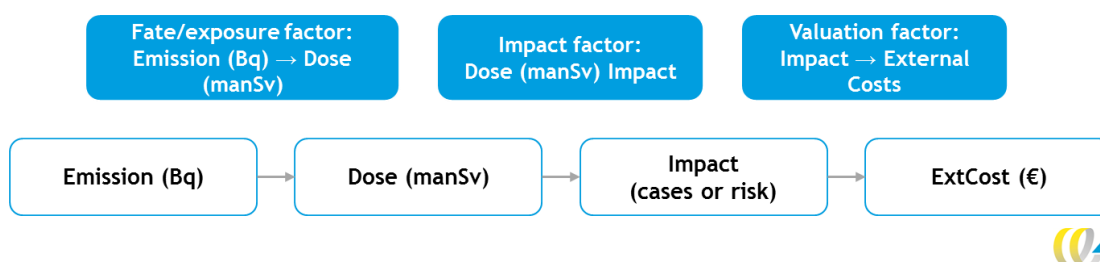 Fate/exposure factor:
Emission (Bq) → Dose
(manSv)
Impact factor:
Dose (manSv) Impact
Valuation factor:
Impact → External
Costs
Emission (Bq)
Dose (manSv)
Impact
(cases or risk)
ExtCost (€)